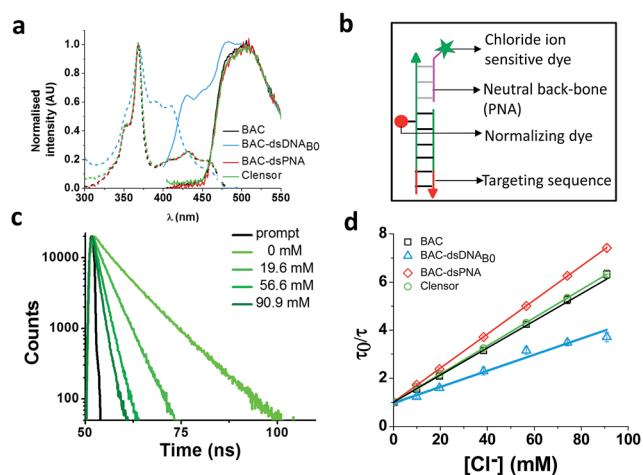 a
Normalised
intensity (AU)
1.0
0.8
0.6
0.4
0.2
0.0
300 350 400 450 500 550
λ (nm)
BAC
BAC-dsDNAB0
BAC-dsPNA
Clensor
b
Chloride ion
sensitive dye
Neutral back-bone
(PNA)
Normalizing dye
Targeting sequence
c
Counts
10000
1000
100
50 75 100
Time (ns)
prompt
0 mM
19.6 mM
56.6 mM
90.9 mM
d
τ0/τ
8
6
4
2
0
0 20 40 60 80 100
[Cl-] (mM)
BAC
BAC-dsDNAB0
BAC-dsPNA
Clensor